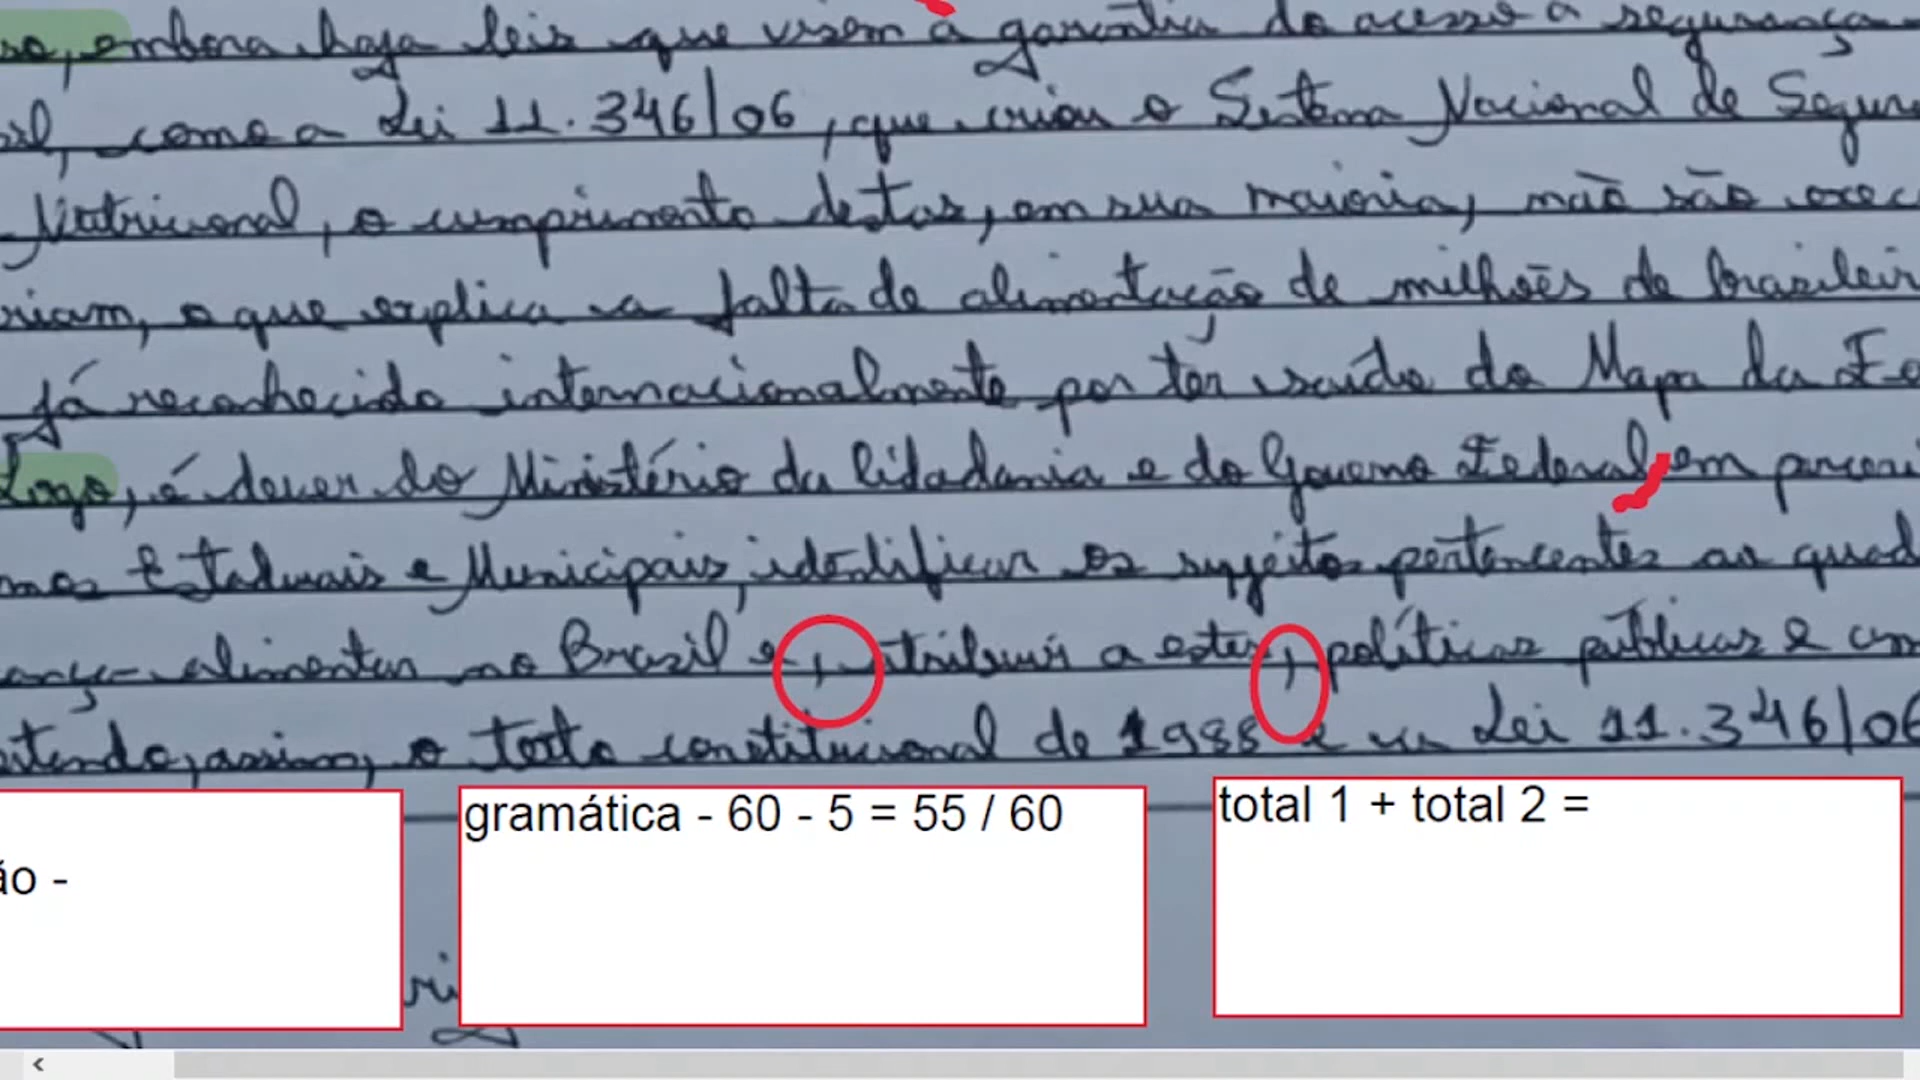 so, embora haja leis que visem a garantia do acesso a segurança
sil, como a Lei 11.346/06, que criou o Sistema Nacional de Segur
Nutricional, o cumprimento destas, em sua maioria, não são exec
riam, o que explica a falta de alimentação de milhões de brasileir
já reconhecido internacionalmente por ter saído do Mapa da Fo
Logo, é dever do Ministério da Cidadania e do Governo Federal, em parceri
nos Estaduais e Municipais, identificar os sujeitos pertencentes ao quad
ança alimentar no Brasil e, atribuir a estes, políticas públicas e
, assim, o texto constitucional de 1988 e a Lei 11.346/06
gramática - 60 - 5 = 55 / 60
total 1 + total 2 =
ão -